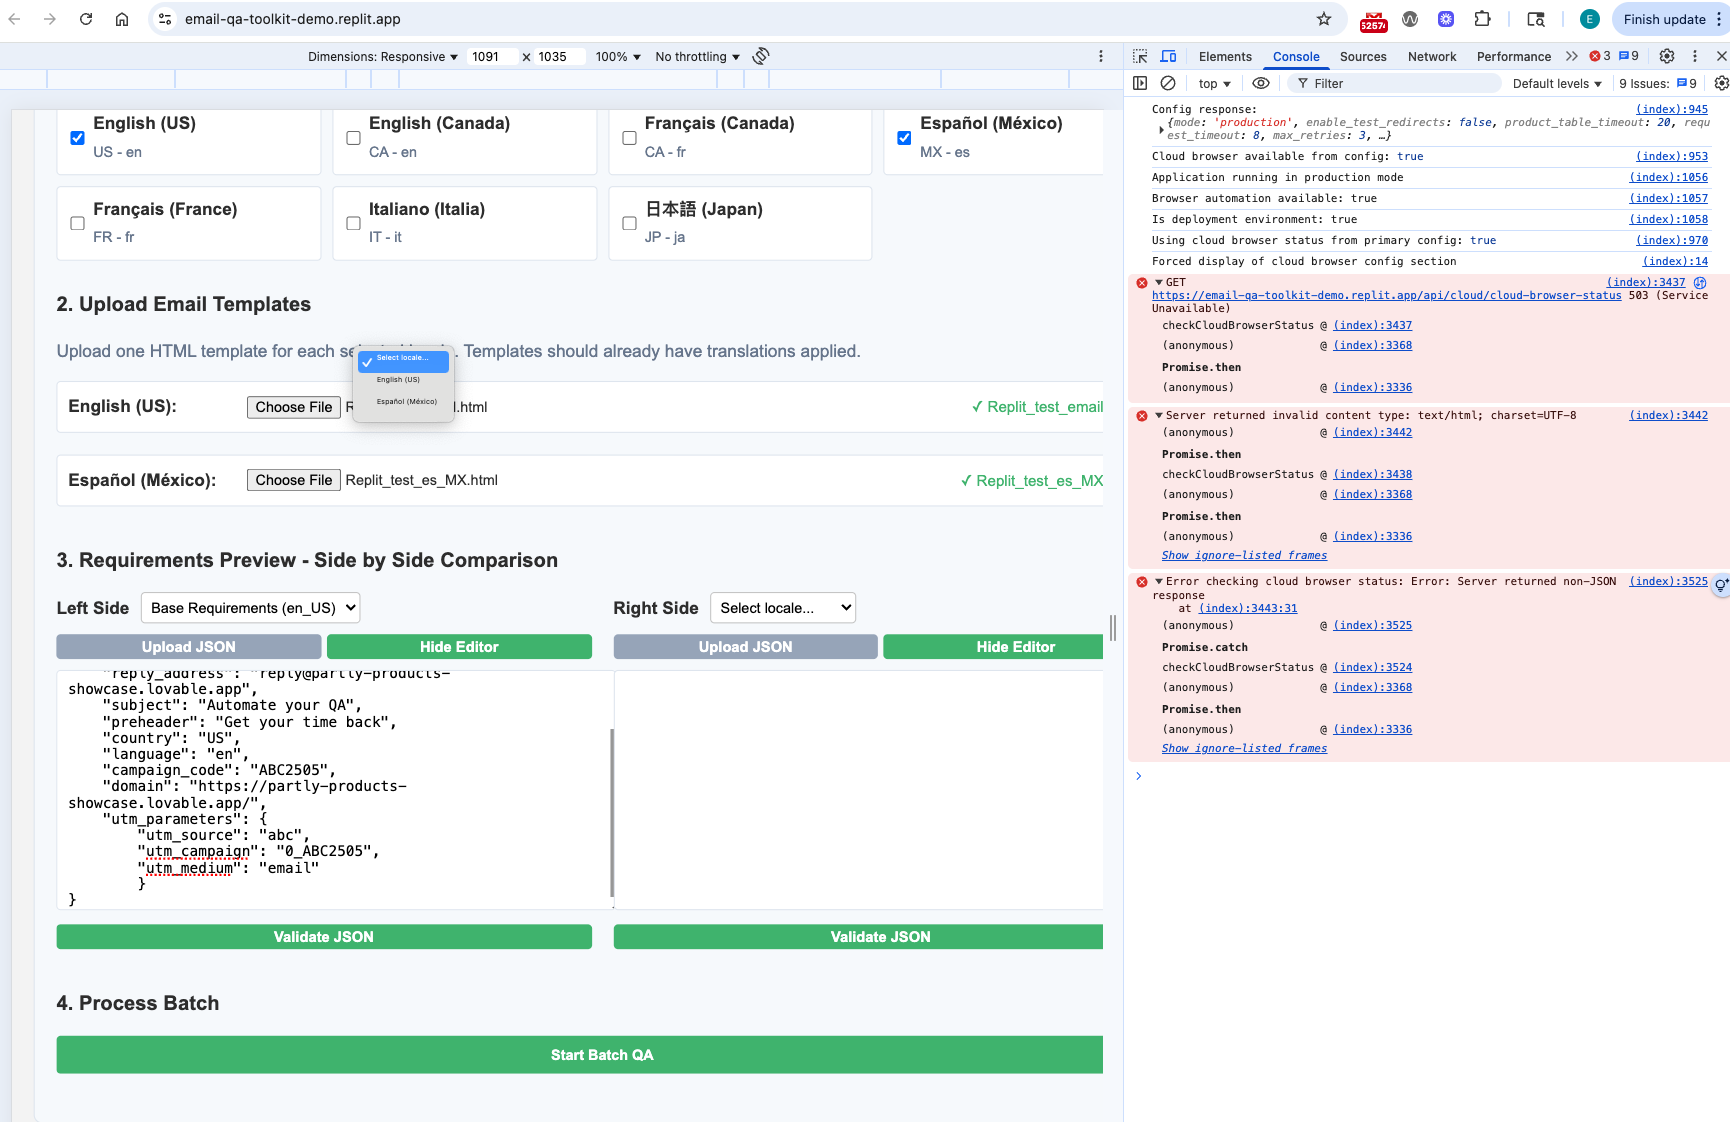 email-qa-toolkit-demo.replit.app
52574
E
Finish update
Dimensions: Responsive
1091
x
1035
100%
No throttling
Elements
Console
Sources
Network
Performance
3
9
top
Filter
Default levels
9 Issues:
9
English (US)
US - en
English (Canada)
CA - en
Français (Canada)
CA - fr
Español (México)
MX - es
Français (France)
FR - fr
Italiano (Italia)
IT - it
日本語 (Japan)
JP - ja
2. Upload Email Templates
Upload one HTML template for each Templates should already have translations applied.
Select locale...
English (US)
Español (México)
English (US):
Choose File
.html
✓ Replit_test_email
Español (México):
Choose File
Replit_test_es_MX.html
✓ Replit_test_es_MX
3. Requirements Preview - Side by Side Comparison
Left Side
Base Requirements (en_US)
Right Side
Select locale...
Upload JSON
Hide Editor
Upload JSON
Hide Editor
"reply_address": "reply@partly-products-
showcase.lovable.app",
"subject": "Automate your QA",
"preheader": "Get your time back",
"country": "US",
"language": "en",
"campaign_code": "ABC2505",
"domain": "https://partly-products-
showcase.lovable.app/",
"utm_parameters": {
"utm_source": "abc",
"utm_campaign": "0_ABC2505",
"utm_medium": "email"
}
}
Validate JSON
Validate JSON
4. Process Batch
Start Batch QA
Config response: (index):945
{mode: 'production', enable_test_redirects: false, product_table_timeout: 20, requ
est_timeout: 8, max_retries: 3, …}
Cloud browser available from config: true (index):953
Application running in production mode (index):1056
Browser automation available: true (index):1057
Is deployment environment: true (index):1058
Using cloud browser status from primary config: true (index):970
Forced display of cloud browser config section (index):14
GET (index):3437
https://email-qa-toolkit-demo.replit.app/api/cloud/cloud-browser-status 503 (Service
Unavailable)
checkCloudBrowserStatus @ (index):3437
(anonymous) @ (index):3368
Promise.then
(anonymous) @ (index):3336
Server returned invalid content type: text/html; charset=UTF-8 (index):3442
(anonymous) @ (index):3442
Promise.then
checkCloudBrowserStatus @ (index):3438
(anonymous) @ (index):3368
Promise.then
(anonymous) @ (index):3336
Show ignore-listed frames
Error checking cloud browser status: Error: Server returned non-JSON (index):3525
response
at (index):3443:31
(anonymous) @ (index):3525
Promise.catch
checkCloudBrowserStatus @ (index):3524
(anonymous) @ (index):3368
Promise.then
(anonymous) @ (index):3336
Show ignore-listed frames